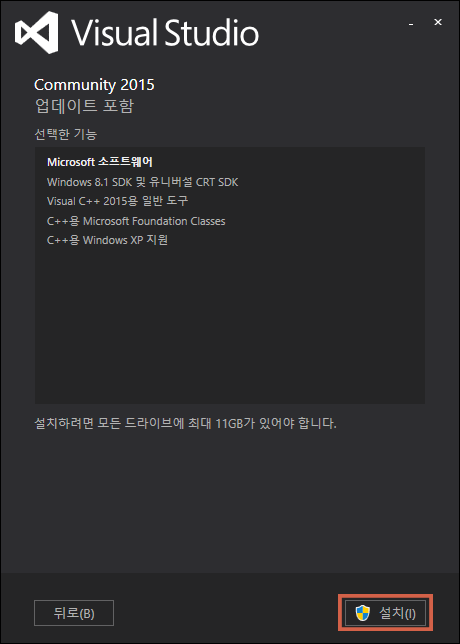 Visual Studio
Community 2015
업데이트 포함
선택한 기능
Microsoft 소프트웨어
Windows 8.1 SDK 및 유니버설 CRT SDK
Visual C++ 2015용 일반 도구
C++용 Microsoft Foundation Classes
C++용 Windows XP 지원
설치하려면 모든 드라이브에 최대 11GB가 있어야 합니다.
뒤로(B) 설치(I)